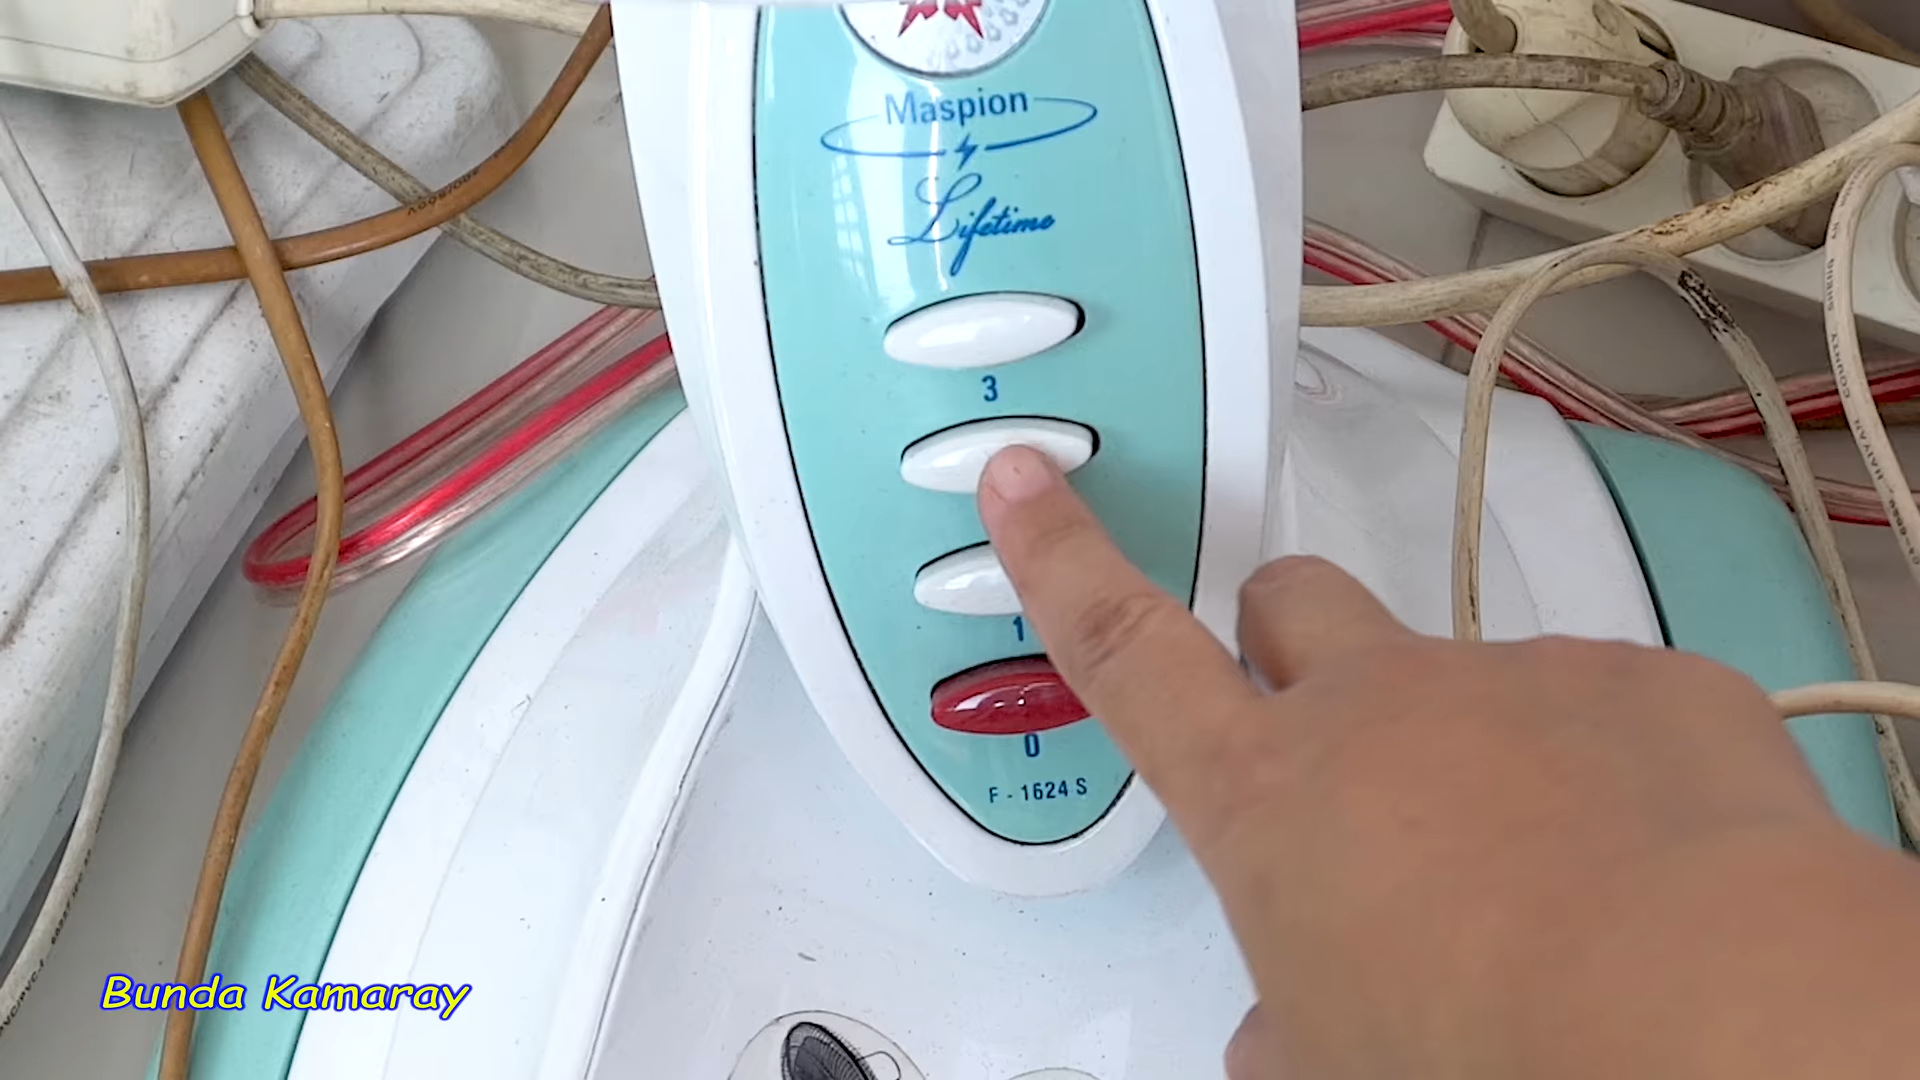 Maspion
Lifetime
3
1
0
F - 1624 S
Bunda Kamaray